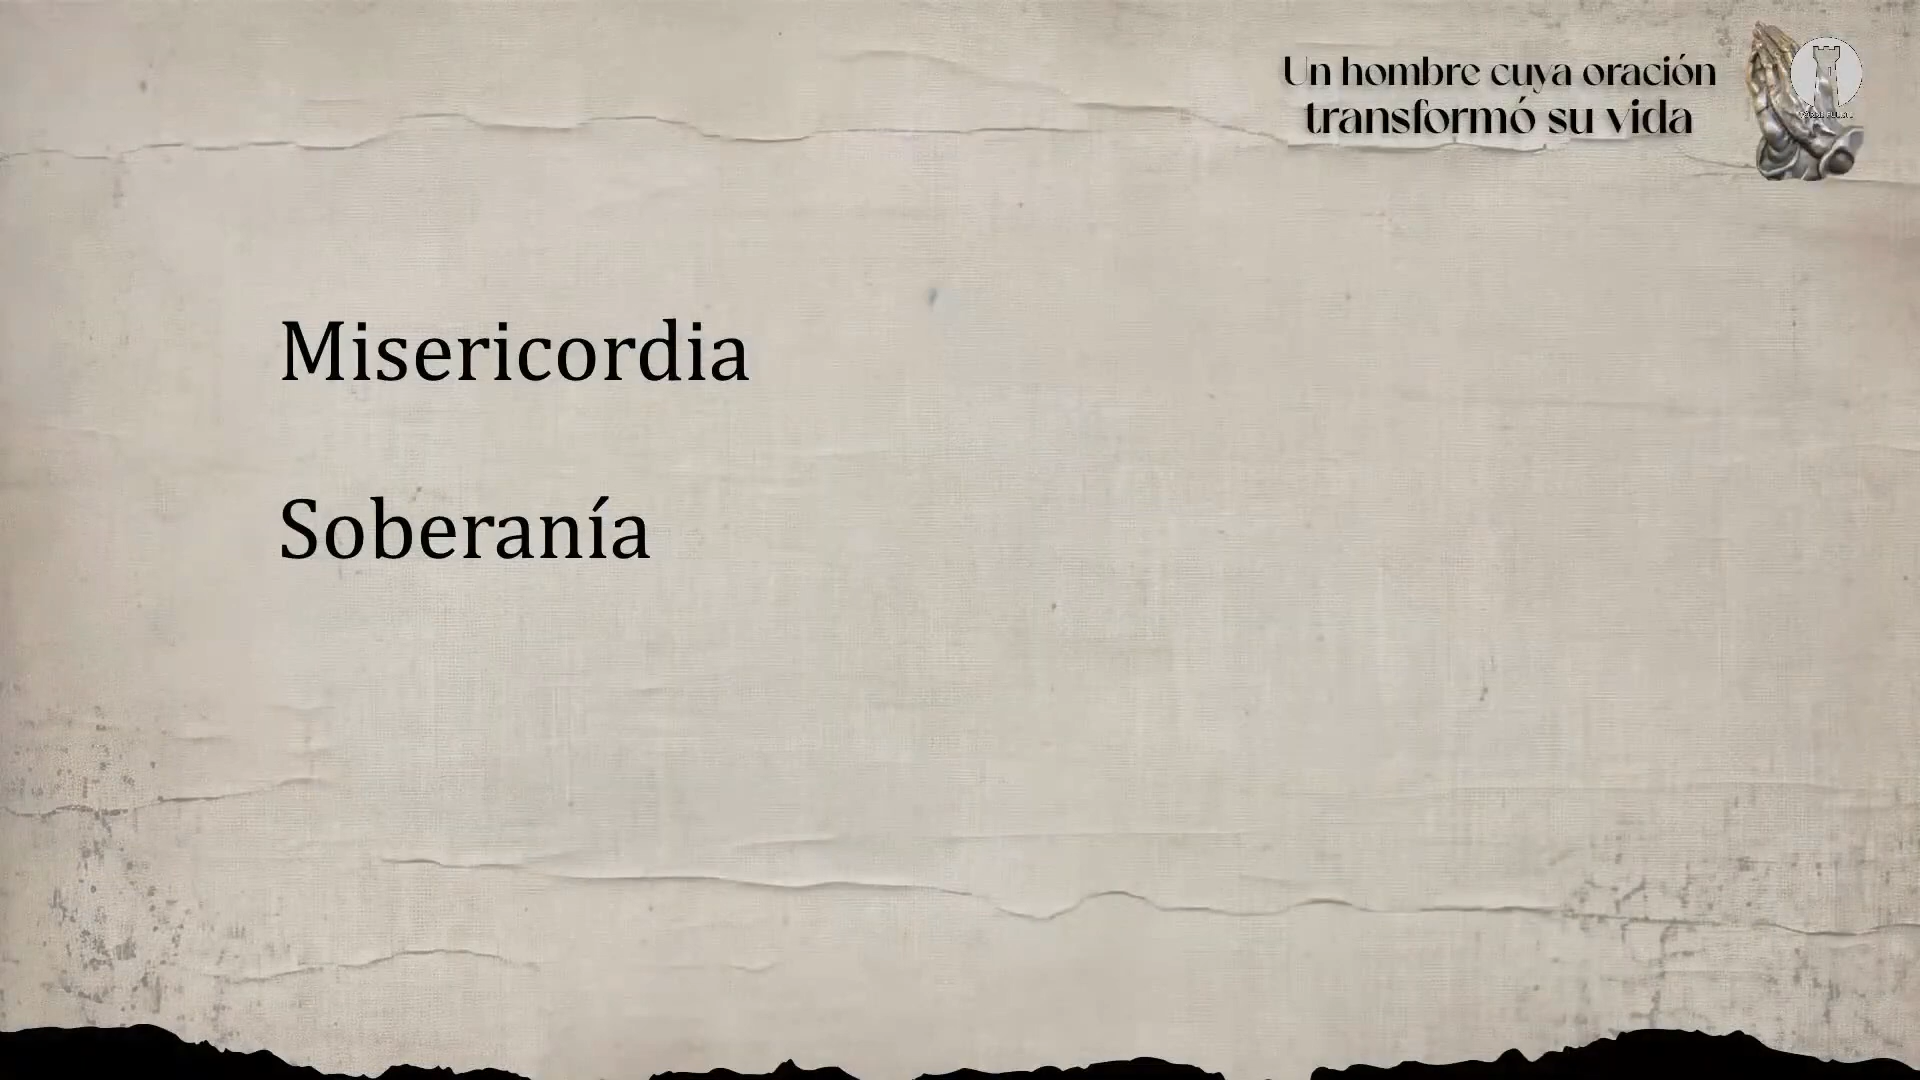 Un hombre cuya oración
transformó su vida
Misericordia
Soberanía